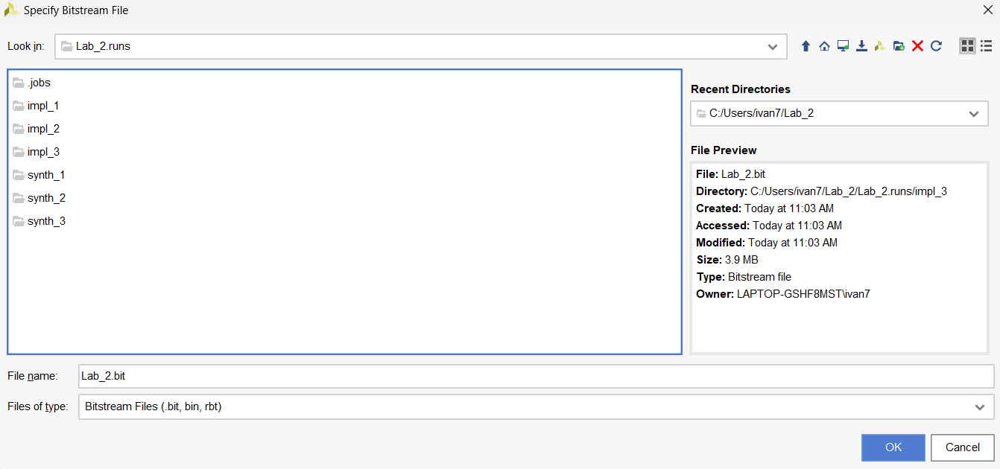 Specify Bitstream File
Look in: Lab_2.runs
.jobs
impl_1
impl_2
impl_3
synth_1
synth_2
synth_3
Recent Directories
C:/Users/ivan7/Lab_2
File Preview
File: Lab_2.bit
Directory: C:/Users/ivan7/Lab_2/Lab_2.runs/impl_3
Created: Today at 11:03 AM
Accessed: Today at 11:03 AM
Modified: Today at 11:03 AM
Size: 3.9 MB
Type: Bitstream file
Owner: LAPTOP-GSHF8MST\ivan7
File name: Lab_2.bit
Files of type: Bitstream Files (.bit, bin, rbt)
OK Cancel